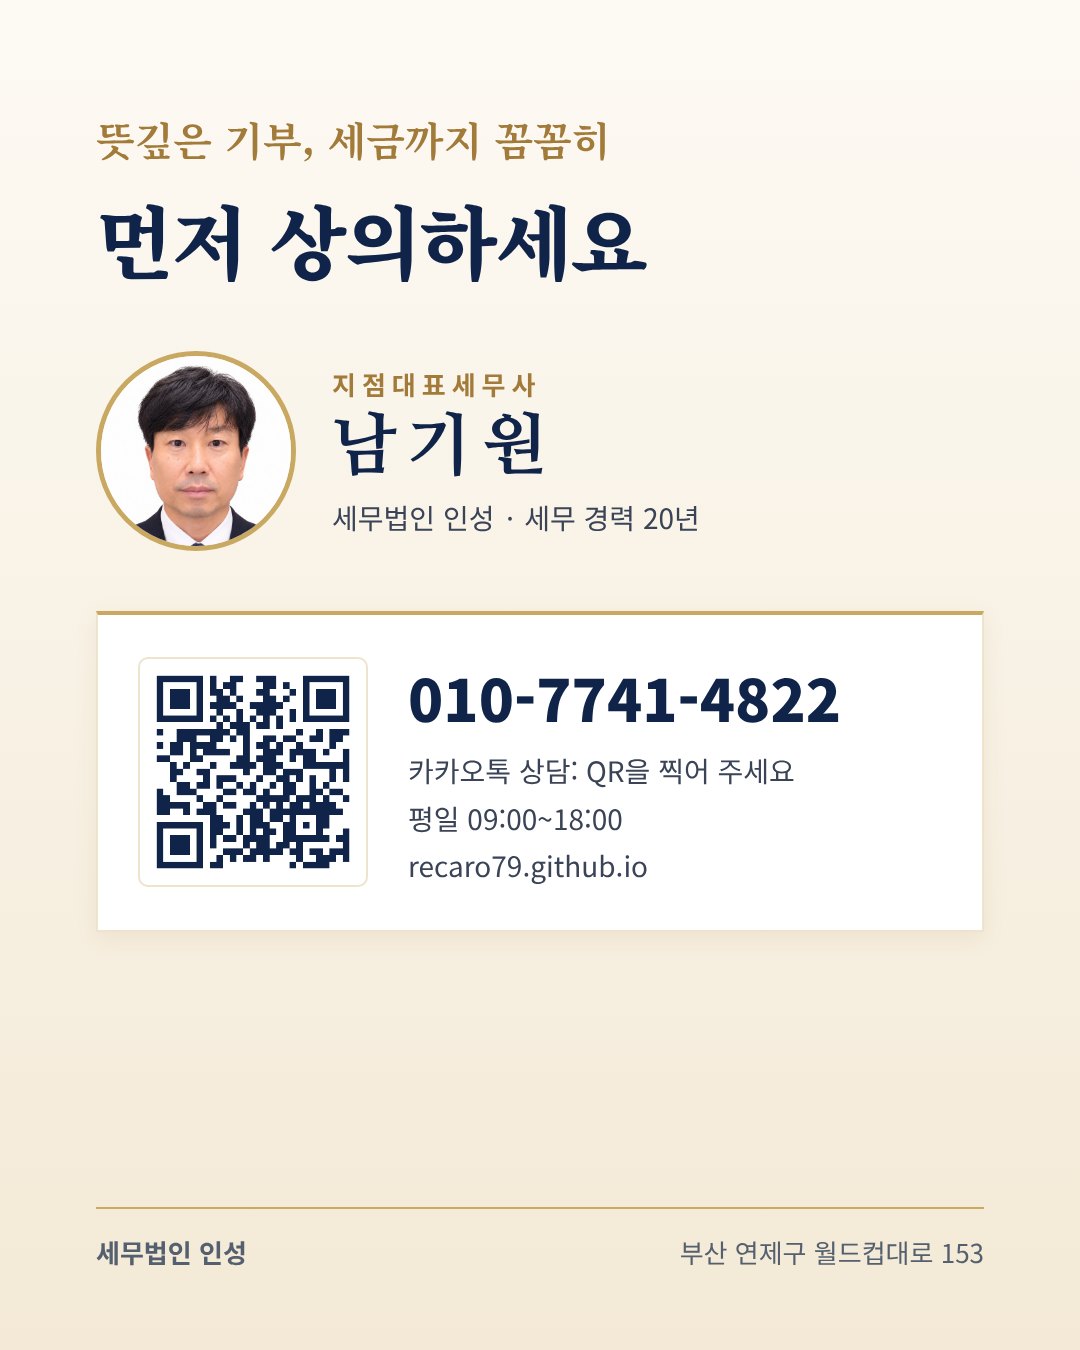 뜻깊은 기부, 세금까지 꼼꼼히
먼저 상의하세요
지점대표세무사
남기원
세무법인 인성 · 세무 경력 20년
010-7741-4822
카카오톡 상담: QR을 찍어 주세요
평일 09:00~18:00
recaro79.github.io
세무법인 인성
부산 연제구 월드컵대로 153